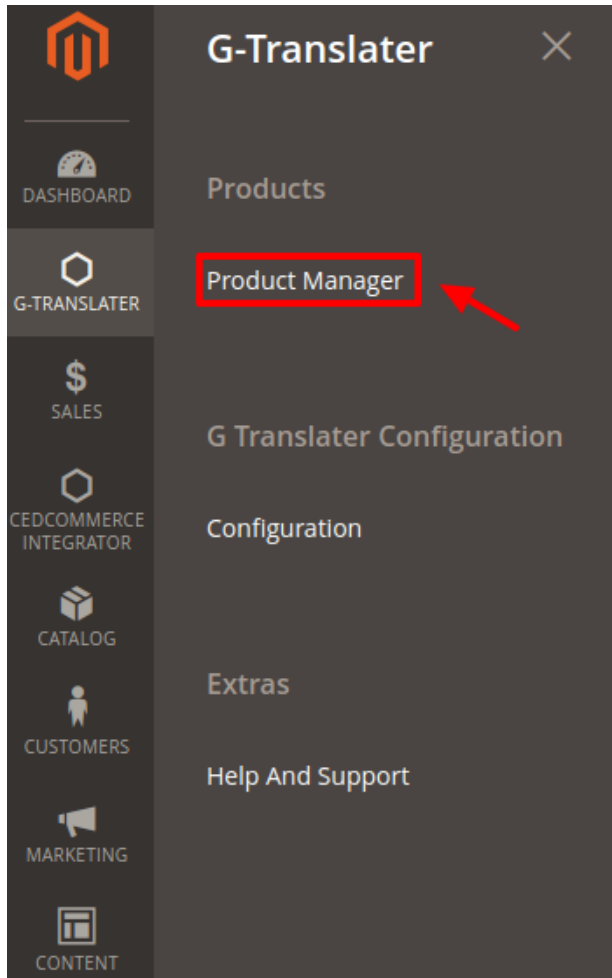 G-Translater
DASHBOARD
G-TRANSLATER
SALES
CEDCOMMERCE
INTEGRATOR
CATALOG
CUSTOMERS
MARKETING
CONTENT
Products
Product Manager
G Translater Configuration
Configuration
Extras
Help And Support